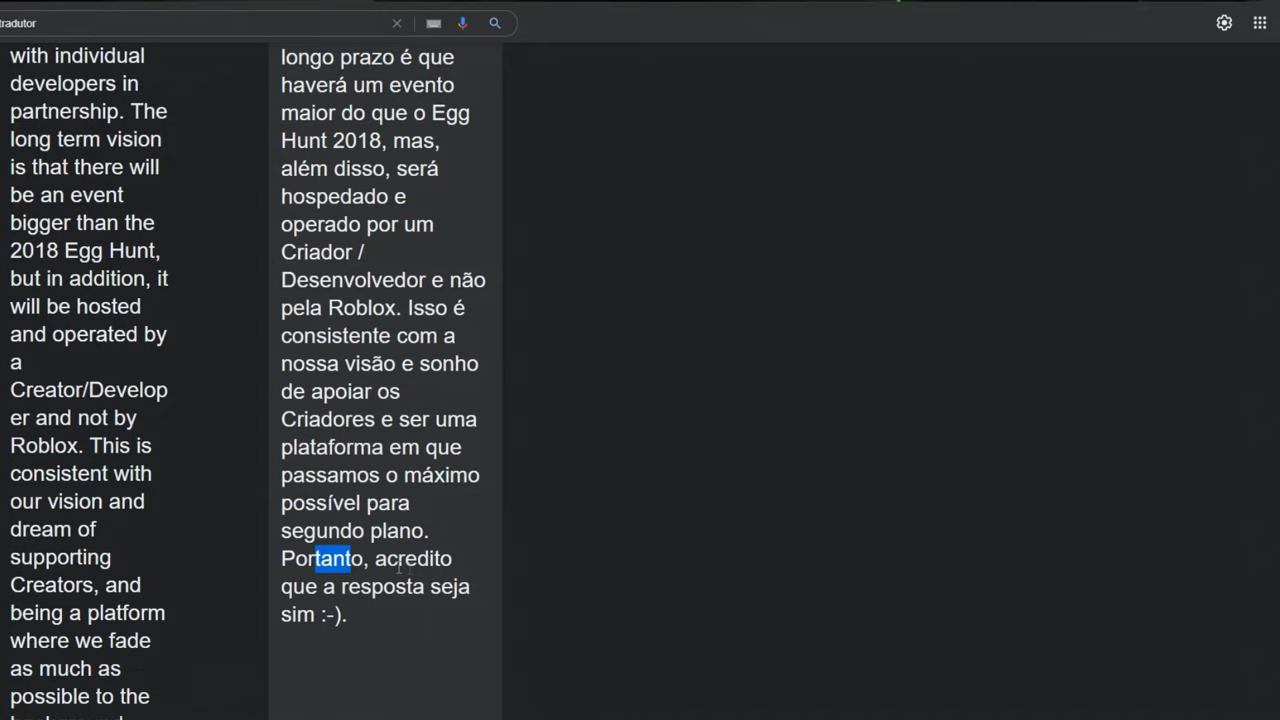 tradutor
with individual
developers in
partnership. The
long term vision
is that there will
be an event
bigger than the
2018 Egg Hunt,
but in addition, it
will be hosted
and operated by
a
Creator/Develop
er and not by
Roblox. This is
consistent with
our vision and
dream of
supporting
Creators, and
being a platform
where we fade
as much as
possible to the
longo prazo é que
haverá um evento
maior do que o Egg
Hunt 2018, mas,
além disso, será
hospedado e
operado por um
Criador /
Desenvolvedor e não
pela Roblox. Isso é
consistente com a
nossa visão e sonho
de apoiar os
Criadores e ser uma
plataforma em que
passamos o máximo
possível para
segundo plano.
Portanto, acredito
que a resposta seja
sim :-).